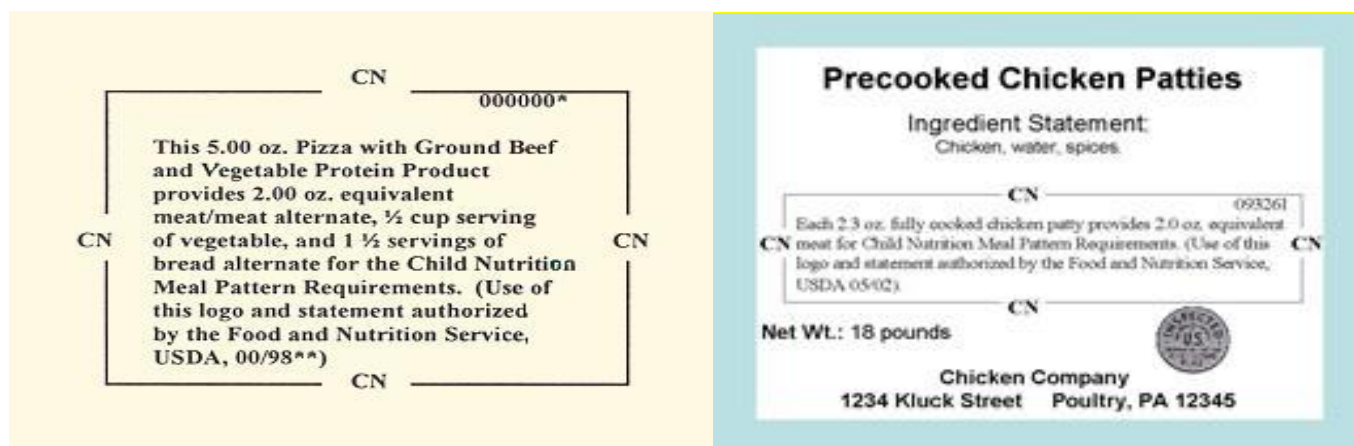 CN
000000*
This 5.00 oz. Pizza with Ground Beef
and Vegetable Protein Product
provides 2.00 oz. equivalent
meat/meat alternate, ½ cup serving
CN of vegetable, and 1 ½ servings of CN
bread alternate for the Child Nutrition
Meal Pattern Requirements. (Use of
this logo and statement authorized
by the Food and Nutrition Service,
USDA, 00/98**)
CN
Precooked Chicken Patties
Ingredient Statement:
Chicken, water, spices.
CN
093261
Each 2.3 oz. fully cooked chicken patty provides 2.0 oz. equivalent
CN meat for Child Nutrition Meal Pattern Requirements. (Use of this CN
logo and statement authorized by the Food and Nutrition Service,
USDA 05/02).
CN
Net Wt.: 18 pounds
INSPECTED
U.S.
Chicken Company
1234 Kluck Street Poultry, PA 12345